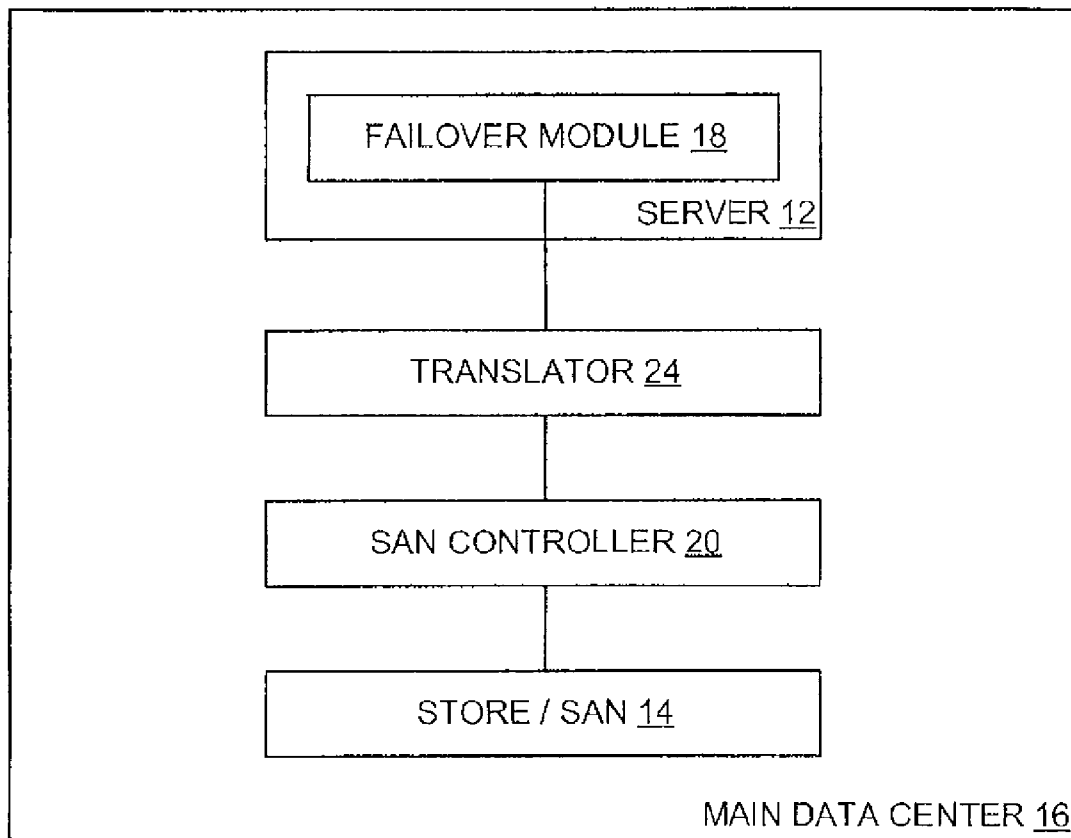 FAILOVER MODULE 18
SERVER 12
TRANSLATOR 24
SAN CONTROLLER 20
STORE / SAN 14
MAIN DATA CENTER 16